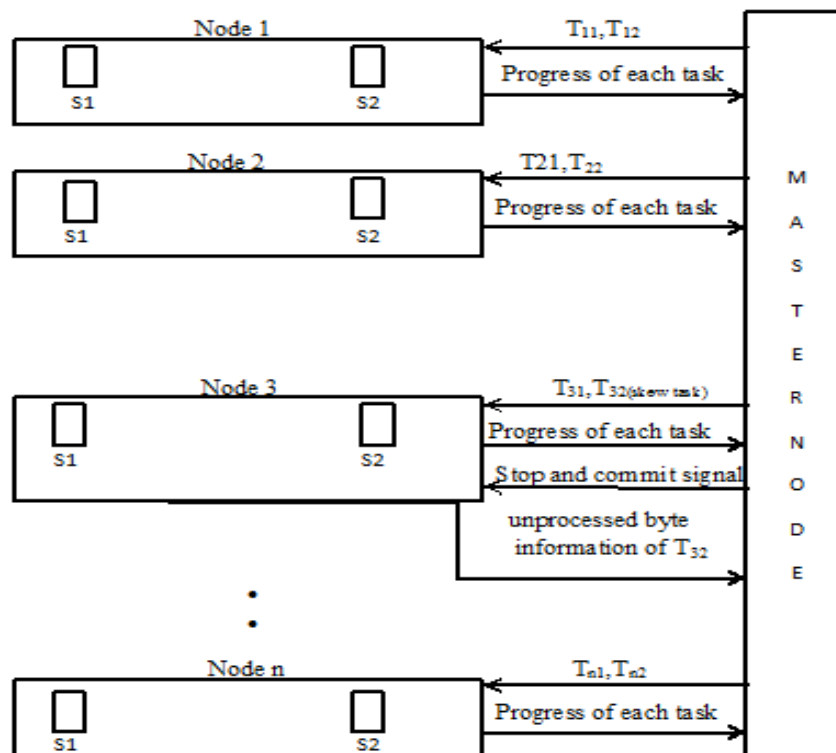 Node 1
T₁₁,T₁₂
S1
S2
Progress of each task
Node 2
T21,T₂₂
S1
S2
Progress of each task
Node 3
T₃₁,T₃₂(skew task)
S1
S2
Progress of each task
Stop and commit signal
unprocessed byte
information of T₃₂
Node n
Tₙ₁,Tₙ₂
S1
S2
Progress of each task
M
A
S
T
E
R
N
O
D
E